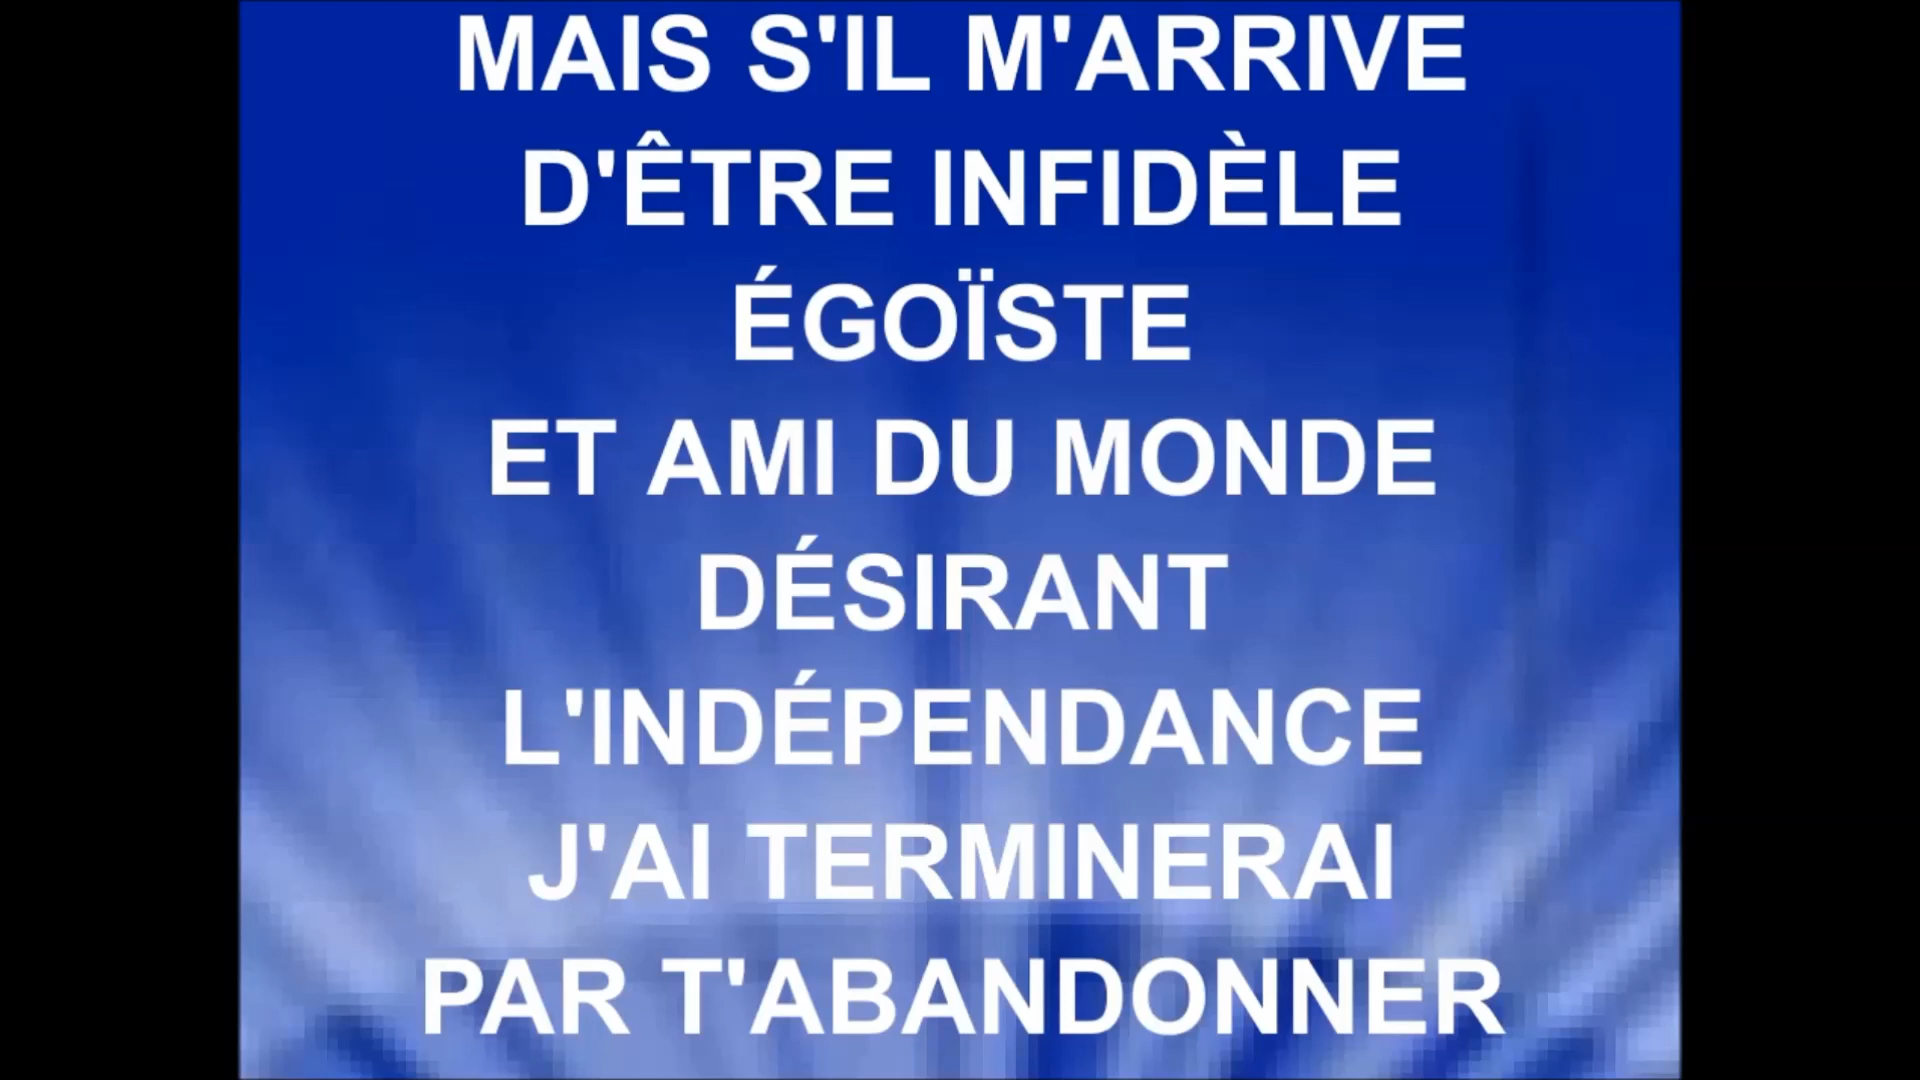 MAIS S'IL M'ARRIVE
D'ÊTRE INFIDÈLE
ÉGOÏSTE
ET AMI DU MONDE
DÉSIRANT
L'INDÉPENDANCE
J'AI TERMINERAI
PAR T'ABANDONNER